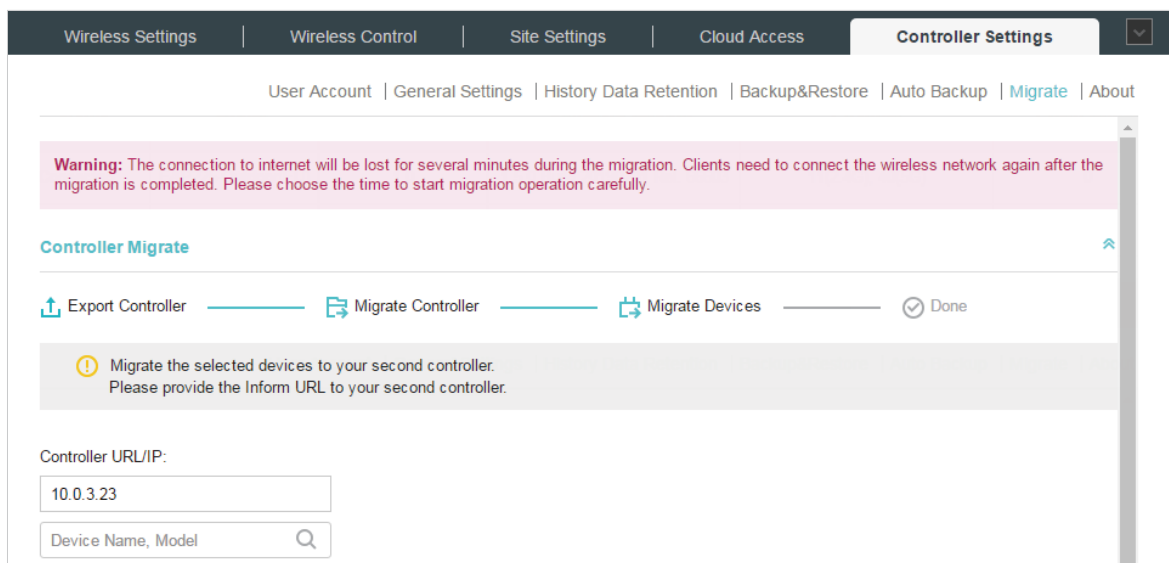 Wireless Settings | Wireless Control | Site Settings | Cloud Access Controller Settings
User Account | General Settings | History Data Retention | Backup&Restore | Auto Backup | Migrate | About
Warning: The connection to internet will be lost for several minutes during the migration. Clients need to connect the wireless network again after the
migration is completed. Please choose the time to start migration operation carefully.
Controller Migrate
Export Controller Migrate Controller Migrate Devices Done
Migrate the selected devices to your second controller.
Please provide the Inform URL to your second controller.
Controller URL/IP:
10.0.3.23
Device Name, Model